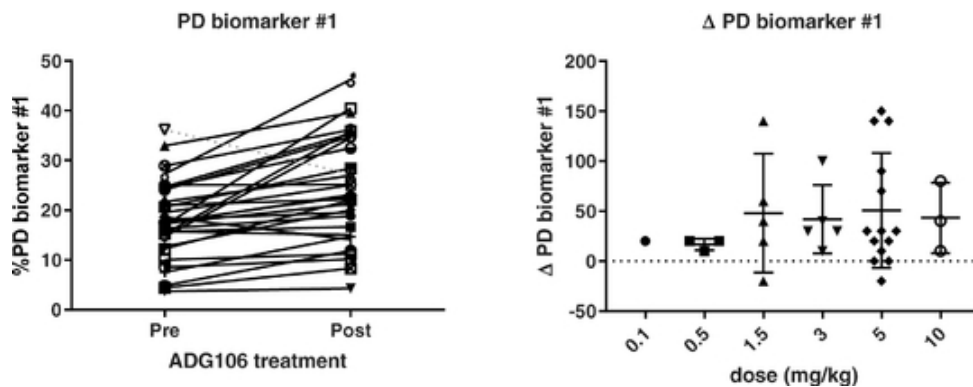 PD biomarker #1
%PD biomarker #1
50
40
30
20
10
0
Pre Post
ADG106 treatment
Δ PD biomarker #1
Δ PD biomarker #1
200
150
100
50
0
-50
0.1 0.5 1.5 3 5 10
dose (mg/kg)